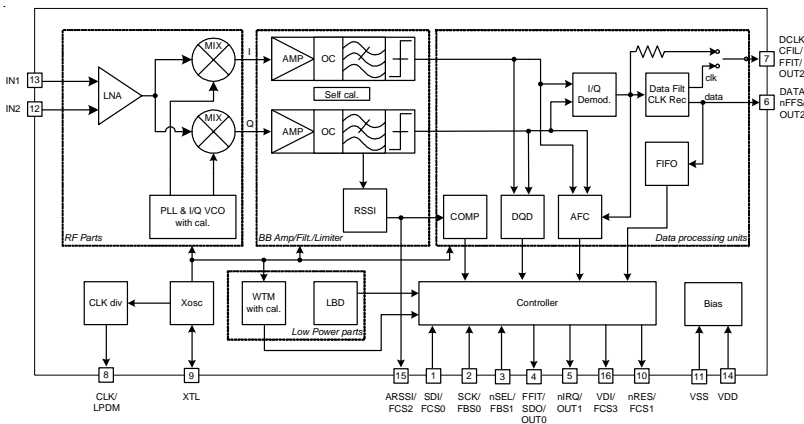 DCLK/
CFIL/
FFIT/
OUT2
7
MIX
I
AMP
OC
AMP
OC
Self cal.
Q
IN1
13
IN2
12
LNA
MIX
I/Q
Demod.
Data Filt
CLK Rec
clk
data
6
DATA/
nFFS/
OUT2
FIFO
PLL & I/Q VCO
with cal.
RSSI
COMP
DQD
AFC
RF Parts
BB Amp/Filt./Limiter
Data processing units
CLK div
Xosc
WTM
with cal.
LBD
Low Power parts
Controller
Bias
8
9
15
1
2
3
4
5
16
10
11
14
CLK/
LPDM
XTL
ARSSI/
FCS2
SDI/
FCS0
SCK/
FBS0
nSEL/
FBS1
FFIT/
SDO/
OUT0
nIRQ/
OUT1
VDI/
FCS3
nRES/
FCS1
VSS
VDD